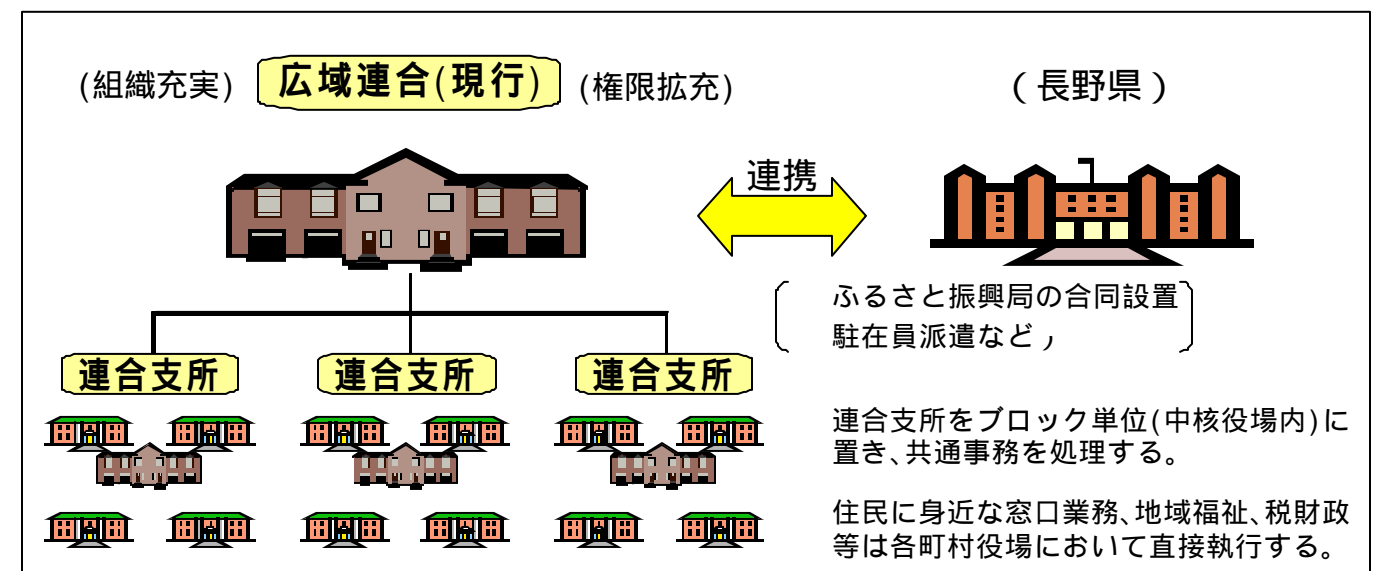 (組織充実) 広域連合(現行) (権限拡充) (長野県)
連携
ふるさと振興局の合同設置
駐在員派遣など,
連合支所 連合支所 連合支所
連合支所をブロック単位(中核役場内)に
置き、共通事務を処理する。
住民に身近な窓口業務、地域福祉、税財政
等は各町村役場において直接執行する。